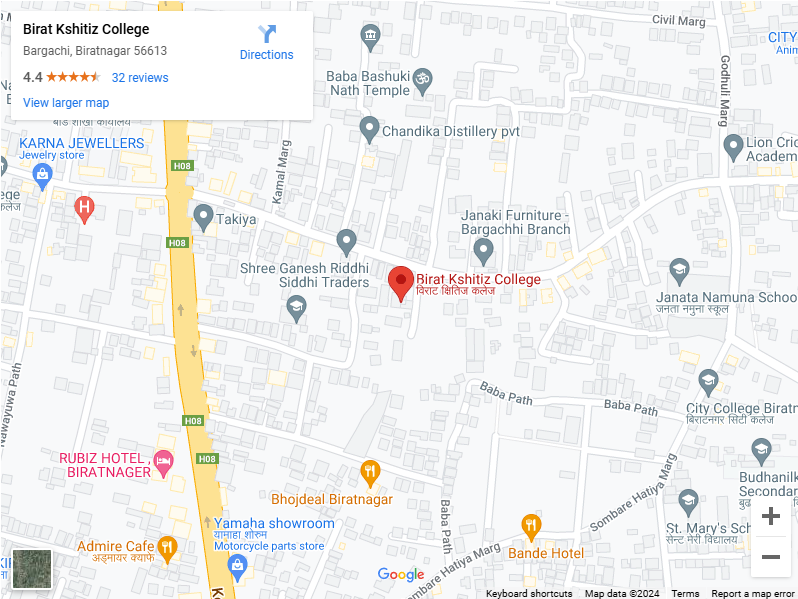 Birat Kshitiz College
Bargachi, Biratnagar 56613
4.4
32 reviews
View larger map
Directions
Civil Marg
CITY
Godhuli Marg
Baba Bashuki
Nath Temple
बोर्ड शाखा कार्यालय
Chandika Distillery pvt
KARNA JEWELLERS
Jewelry store
H08
Kamal Marg
Lion Cric
Academ
कलेज
H
Takiya
H08
Janaki Furniture -
Bargachhi Branch
Shree Ganesh Riddhi
Siddhi Traders
Birat Kshitiz College
विराट क्षितिज कलेज
Janata Namuna Schoo
जनता नमुना स्कूल
Nawayuwa Path
Baba Path
Baba Path
City College Biratn
बिराटनगर सिटी कलेज
H08
H08
RUBIZ HOTEL ,
BIRATNAGER
Bhojdeal Biratnagar
Budhanilk
Secondar
Baba Path
Sombare Hatiya Marg
St. Mary's Sch
सेन्ट मेरी विद्यालय
Yamaha showroom
यामाहा शोरुम
Motorcycle parts store
Admire Cafe
अड्मायर क्याफे
Bande Hotel
Sombare Hatiya Marg
Google
Keyboard shortcuts
Map data ©2024
Terms
Report a map error